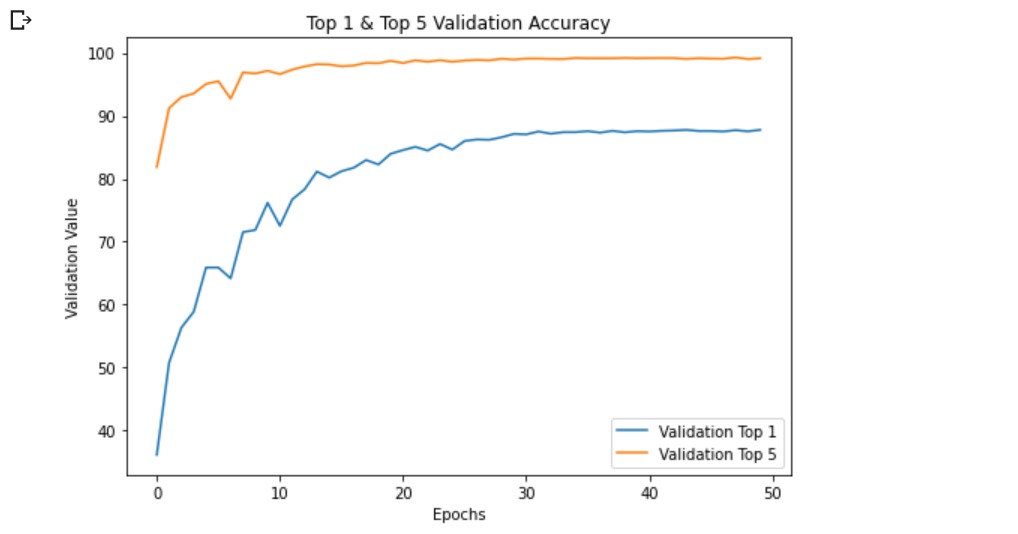 Top 1 & Top 5 Validation Accuracy
100
90
80
70
60
50
40
Validation Value
0 10 20 30 40 50
Epochs
Validation Top 1
Validation Top 5